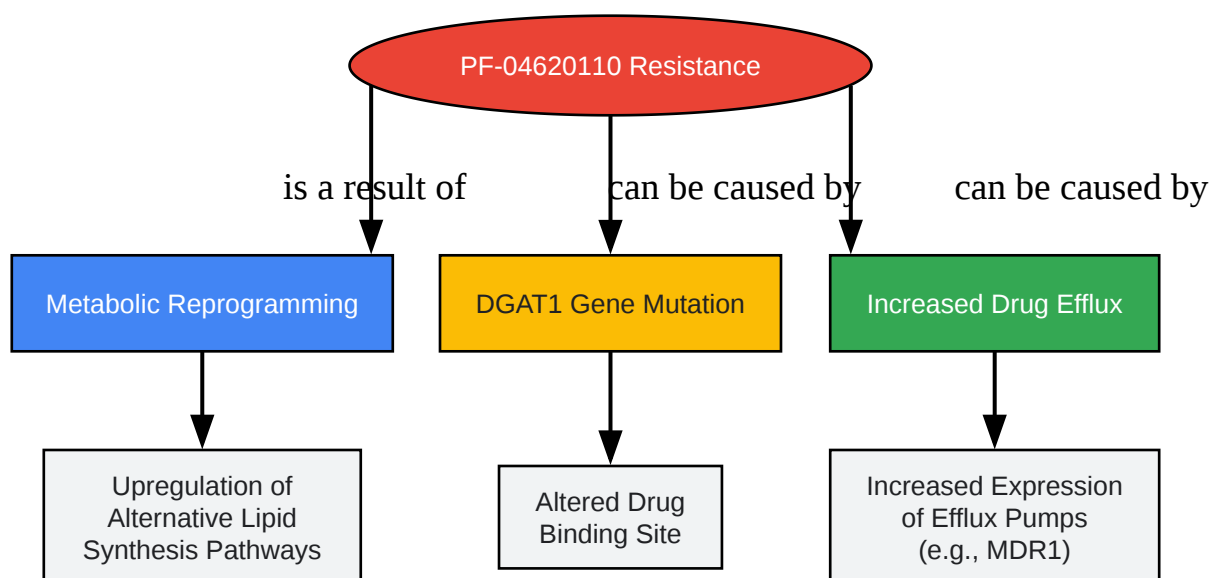 PF-04620110 Resistance
is a result of
can be caused by
can be caused by
Metabolic Reprogramming
DGAT1 Gene Mutation
Increased Drug Efflux
Upregulation of
Alternative Lipid
Synthesis Pathways
Altered Drug
Binding Site
Increased Expression
of Efflux Pumps
(e.g., MDR1)